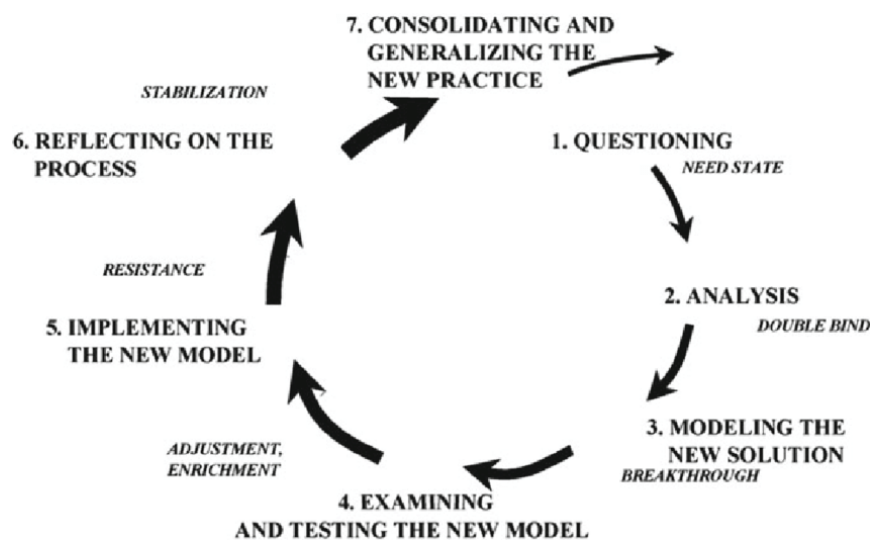 7. CONSOLIDATING AND
GENERALIZING THE
NEW PRACTICE
STABILIZATION
6. REFLECTING ON THE
PROCESS
1. QUESTIONING
NEED STATE
RESISTANCE
2. ANALYSIS
DOUBLE BIND
5. IMPLEMENTING
THE NEW MODEL
3. MODELING THE
NEW SOLUTION
BREAKTHROUGH
ADJUSTMENT,
ENRICHMENT
4. EXAMINING
AND TESTING THE NEW MODEL